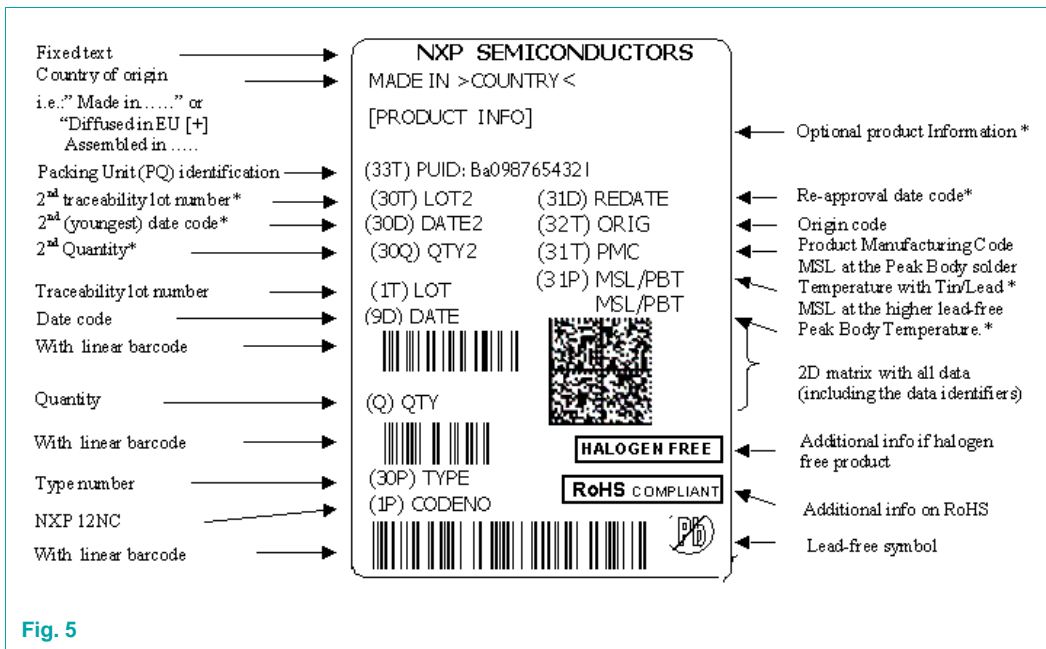 Fixed text
Country of origin
i.e.:" Made in ....." or
"Diffused in EU [+]
Assembled in .....
Packing Unit (PQ) identification
2nd traceability lot number*
2nd (youngest) date code*
2nd Quantity*
Traceability lot number
Date code
With linear barcode
Quantity
With linear barcode
Type number
NXP 12NC
With linear barcode
NXP SEMICONDUCTORS
MADE IN >COUNTRY<
[PRODUCT INFO]
(33T) PUID: Ba0987654321
(30T) LOT2 (31D) REDATE
(30D) DATE2 (32T) ORIG
(30Q) QTY2 (31T) PMC
(31P) MSL/PBT
(1T) LOT MSL/PBT
(9D) DATE
(Q) QTY
HALOGEN FREE
(30P) TYPE
RoHS COMPLIANT
(1P) CODENO
Pb
Optional product Information *
Re-approval date code*
Origin code
Product Manufacturing Code
MSL at the Peak Body solder
Temperature with Tin/Lead *
MSL at the higher lead-free
Peak Body Temperature.*
2D matrix with all data
(including the data identifiers)
Additional info if halogen
free product
Additional info on RoHS
Lead-free symbol
Fig. 5